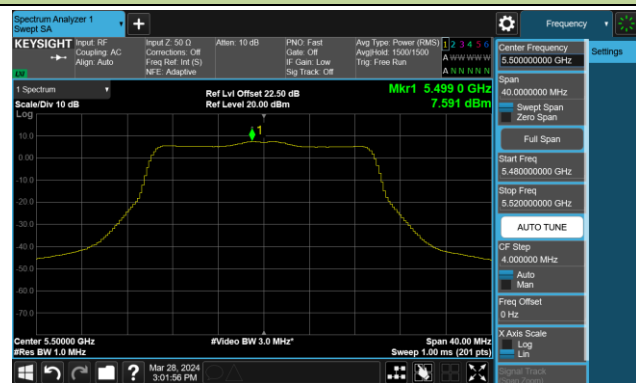 Spectrum Analyzer 1
Swept SA
+
Frequency
KEYSIGHT
Input: RF
Coupling: AC
Align: Auto
Input Z: 50 Ω
Corrections: Off
Freq Ref: Int (S)
NFE: Adaptive
Atten: 10 dB
PNO: Fast
Gate: Off
IF Gain: Low
Sig Track: Off
Avg Type: Power (RMS)
Avg|Hold: 1500/1500
Trig: Free Run
1 2 3 4 5 6
A W W W W W
A N N N N N
LXI
1 Spectrum
Scale/Div 10 dB
Log
Ref Lvl Offset 22.50 dB
Ref Level 20.00 dBm
Mkr1 5.499 0 GHz
7.591 dBm
1
10.0
0.00
-10.0
-20.0
-30.0
-40.0
-50.0
-60.0
-70.0
Center 5.50000 GHz
#Res BW 1.0 MHz
#Video BW 3.0 MHz*
Span 40.00 MHz
Sweep 1.00 ms (201 pts)
Center Frequency
5.500000000 GHz
Settings
Span
40.0000000 MHz
Swept Span
Zero Span
Full Span
Start Freq
5.480000000 GHz
Stop Freq
5.520000000 GHz
AUTO TUNE
CF Step
4.000000 MHz
Auto
Man
Freq Offset
0 Hz
X Axis Scale
Log
Lin
Signal Track
(Span Zoom)
?
Mar 28, 2024
3:01:56 PM